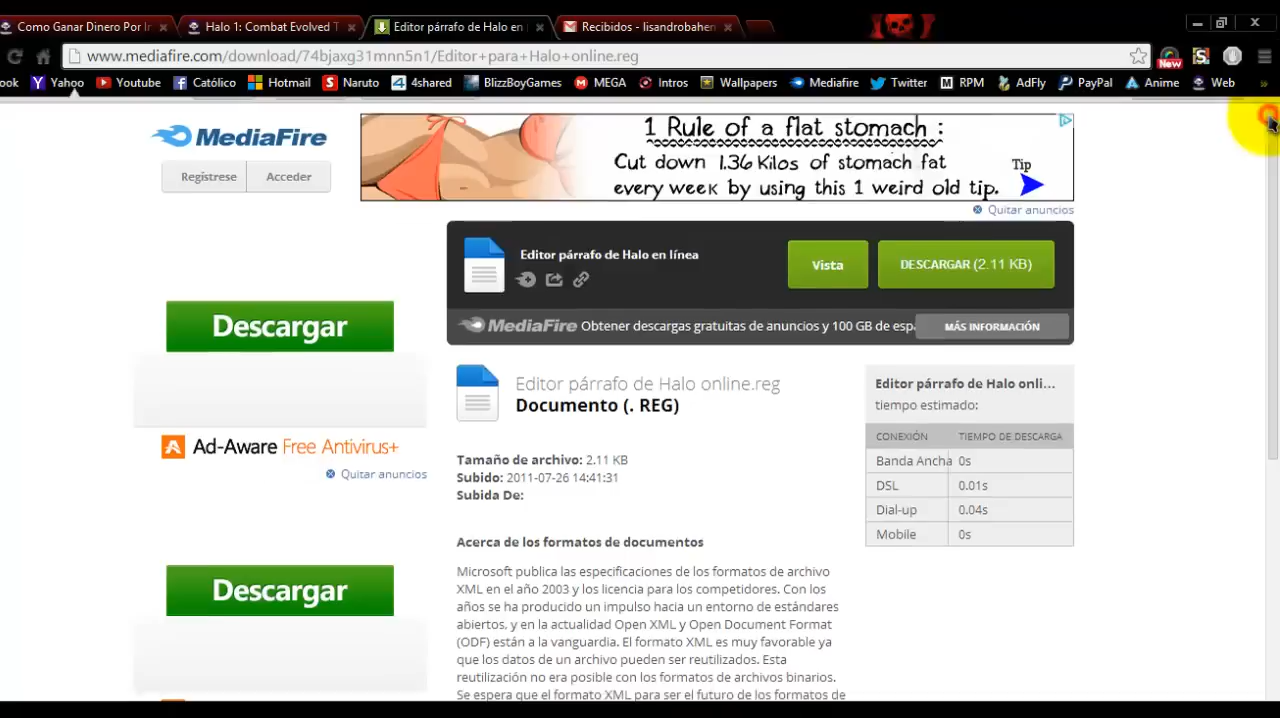 Como Ganar Dinero Por In
Halo 1: Combat Evolved T
Editor párrafo de Halo en
Recibidos - lisandrobahen
www.mediafire.com/download/74bjaxg31mnn5n1/Editor+para+Halo+online.reg
New
ook
Yahoo
Youtube
Católico
Hotmail
Naruto
4shared
BlizzBoyGames
MEGA
Intros
Wallpapers
Mediafire
Twitter
RPM
AdFly
PayPal
Anime
Web
MediaFire
Registrese
Acceder
1 Rule of a flat stomach :
Cut down 1.36 Kilos of stomach fat
every week by using this 1 weird old tip.
Tip
Quitar anuncios
Editor párrafo de Halo en línea
Vista
DESCARGAR (2.11 KB)
MediaFire Obtener descargas gratuitas de anuncios y 100 GB de espa
MÁS INFORMACIÓN
Descargar
Ad-Aware Free Antivirus+
Quitar anuncios
Descargar
Editor párrafo de Halo online.reg
Documento (. REG)
Tamaño de archivo: 2.11 KB
Subido: 2011-07-26 14:41:31
Subida De:
Acerca de los formatos de documentos
Microsoft publica las especificaciones de los formatos de archivo
XML en el año 2003 y los licencia para los competidores. Con los
años se ha producido un impulso hacia un entorno de estándares
abiertos, y en la actualidad Open XML y Open Document Format
(ODF) están a la vanguardia. El formato XML es muy favorable ya
que los datos de un archivo pueden ser reutilizados. Esta
reutilización no era posible con los formatos de archivos binarios.
Se espera que el formato XML para ser el futuro de los formatos de
Editor párrafo de Halo onli...
tiempo estimado:
CONEXIÓN TIEMPO DE DESCARGA
Banda Ancha 0s
DSL 0.01s
Dial-up 0.04s
Mobile 0s